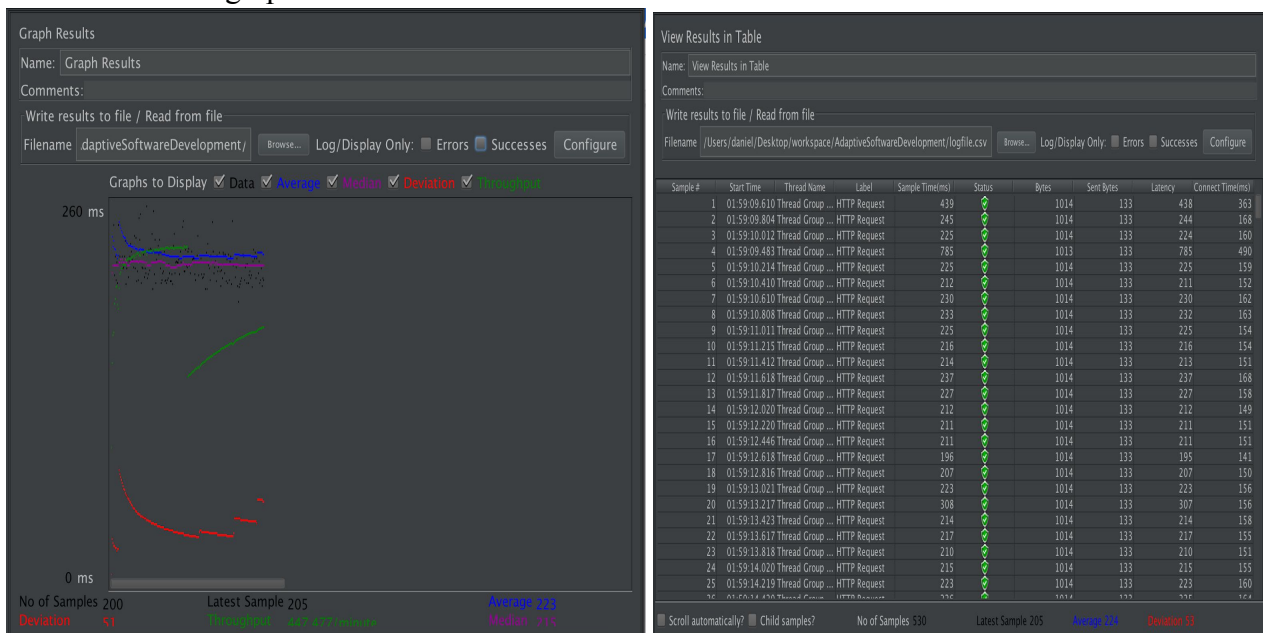 Graph Results
Name: Graph Results
Comments:
Write results to file / Read from file
Filename .daptiveSoftwareDevelopment/ Browse... Log/Display Only: Errors Successes Configure
Graphs to Display Data Average Median Deviation Throughput
260 ms
0 ms
No of Samples 200 Latest Sample 205 Average 223
Deviation 51 Throughput 447.477/minute Median
View Results in Table
Name: View Results in Table
Comments:
Write results to file / Read from file
Filename /Users/daniel/Desktop/workspace/AdaptiveSoftwareDevelopment/logfile.csv Browse... Log/Display Only: Errors Successes Configure
Sample # Start Time Thread Name Label Sample Time(ms) Status Bytes Sent Bytes Latency Connect Time(ms)
1 01:59:09.610 Thread Group ... HTTP Request 439 1014 133 438 363
2 01:59:09.804 Thread Group ... HTTP Request 245 1014 133 244 168
3 01:59:10.012 Thread Group ... HTTP Request 225 1014 133 224 160
4 01:59:09.483 Thread Group ... HTTP Request 785 1013 133 785 490
5 01:59:10.214 Thread Group ... HTTP Request 225 1014 133 225 159
6 01:59:10.410 Thread Group ... HTTP Request 212 1014 133 211 152
7 01:59:10.610 Thread Group ... HTTP Request 230 1014 133 230 162
8 01:59:10.808 Thread Group ... HTTP Request 233 1014 133 232 163
9 01:59:11.011 Thread Group ... HTTP Request 225 1014 133 225 154
10 01:59:11.215 Thread Group ... HTTP Request 216 1014 133 216 154
11 01:59:11.412 Thread Group ... HTTP Request 214 1014 133 213 151
12 01:59:11.618 Thread Group ... HTTP Request 237 1014 133 237 168
13 01:59:11.817 Thread Group ... HTTP Request 227 1014 133 227 158
14 01:59:12.020 Thread Group ... HTTP Request 212 1014 133 212 149
15 01:59:12.220 Thread Group ... HTTP Request 211 1014 133 211 151
16 01:59:12.446 Thread Group ... HTTP Request 211 1014 133 211 151
17 01:59:12.618 Thread Group ... HTTP Request 196 1014 133 195 141
18 01:59:12.816 Thread Group ... HTTP Request 207 1014 133 207 150
19 01:59:13.021 Thread Group ... HTTP Request 223 1014 133 223 156
20 01:59:13.217 Thread Group ... HTTP Request 308 1014 133 307 156
21 01:59:13.423 Thread Group ... HTTP Request 214 1014 133 214 158
22 01:59:13.617 Thread Group ... HTTP Request 217 1014 133 217 155
23 01:59:13.818 Thread Group ... HTTP Request 210 1014 133 210 151
24 01:59:14.020 Thread Group ... HTTP Request 215 1014 133 215 155
25 01:59:14.219 Thread Group ... HTTP Request 223 1014 133 223 160
Scroll automatically? Child samples? No of Samples 530 Latest Sample 205 Average 224 Deviation 53